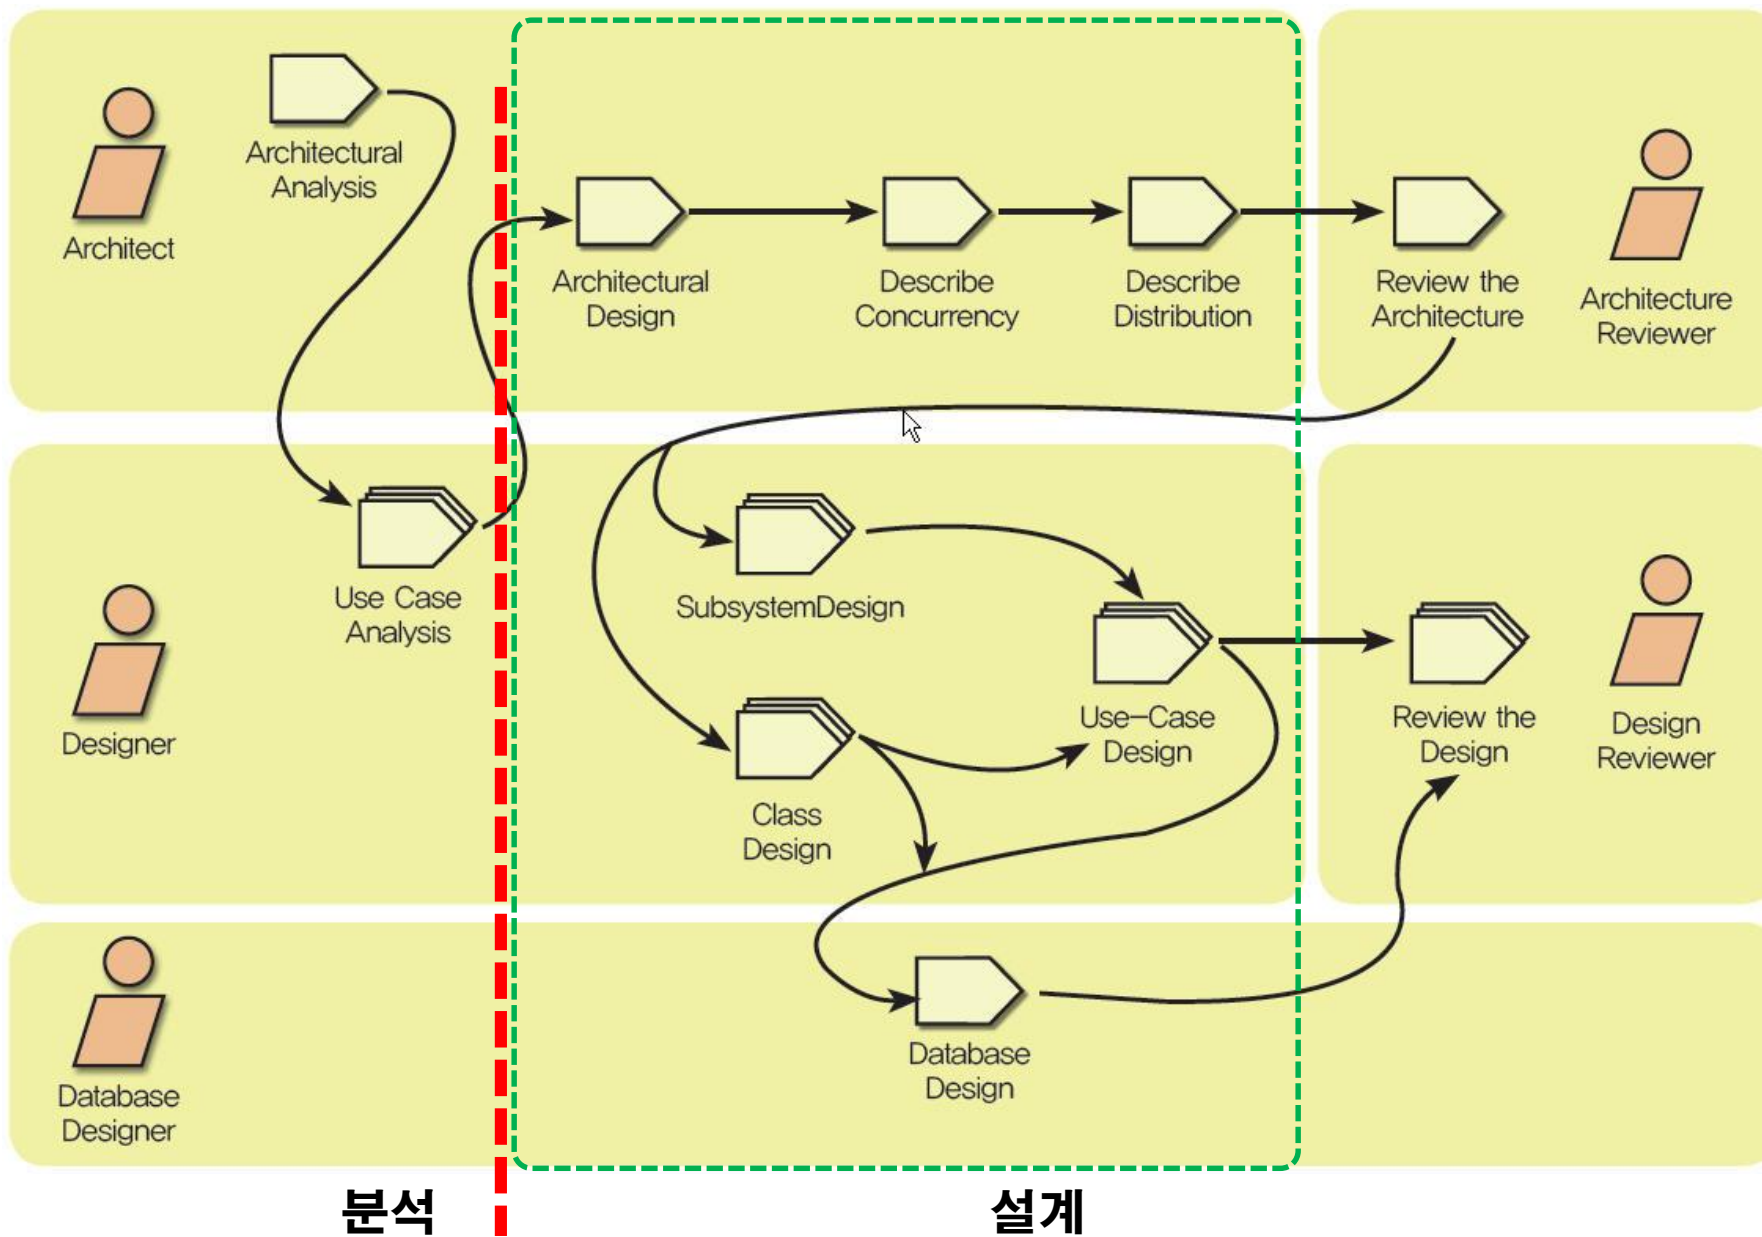 Architectural
Analysis
Architect
Architectural
Design
Describe
Concurrency
Describe
Distribution
Review the
Architecture
Architecture
Reviewer
Use Case
Analysis
Designer
SubsystemDesign
Class
Design
Use-Case
Design
Review the
Design
Design
Reviewer
Database
Designer
Database
Design
분석
설계